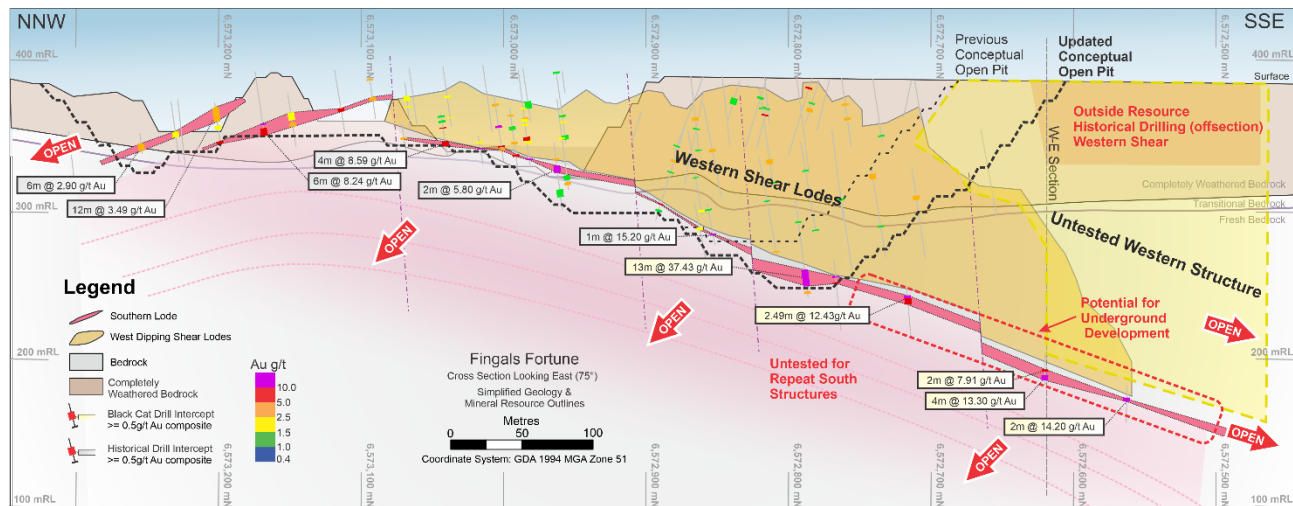 NNW
SSE
6,573,200 mN
6,573,100 mN
6,573,000 mN
6,572,900 mN
6,572,800 mN
6,572,700 mN
6,572,600 mN
6,572,500 mN
400 mRL
400 mRL
Previous
Conceptual
Open Pit
Updated
Conceptual
Open Pit
Surface
Outside Resource
Historical Drilling (offsection)
Western Shear
W-E Section
OPEN
6m @ 2.90 g/t Au
12m @ 3.49 g/t Au
4m @ 8.59 g/t Au
6m @ 8.24 g/t Au
2m @ 5.80 g/t Au
Western Shear Lodes
Completely Weathered Bedrock
Transitional Bedrock
Fresh Bedrock
300 mRL
300 mRL
OPEN
1m @ 15.20 g/t Au
13m @ 37.43 g/t Au
2.49m @ 12.43g/t Au
Untested Western Structure
OPEN
OPEN
Potential for
Underground
Development
Untested for
Repeat South
Structures
200 mRL
2m @ 7.91 g/t Au
4m @ 13.30 g/t Au
2m @ 14.20 g/t Au
OPEN
OPEN
Legend
Southern Lode
West Dipping Shear Lodes
Bedrock
Completely
Weathered Bedrock
Black Cat Drill Intercept
>= 0.5g/t Au composite
Historical Drill Intercept
>= 0.5g/t Au composite
Au g/t
10.0
5.0
2.5
1.5
1.0
0.4
Fingals Fortune
Cross Section Looking East (75°)
Simplified Geology &
Mineral Resource Outlines
Metres
0
50
100
Coordinate System: GDA 1994 MGA Zone 51
100 mRL
100 mRL
6,573,200 mN
6,573,100 mN
6,572,900 mN
6,572,800 mN
6,572,700 mN
6,572,600 mN
6,572,500 mN